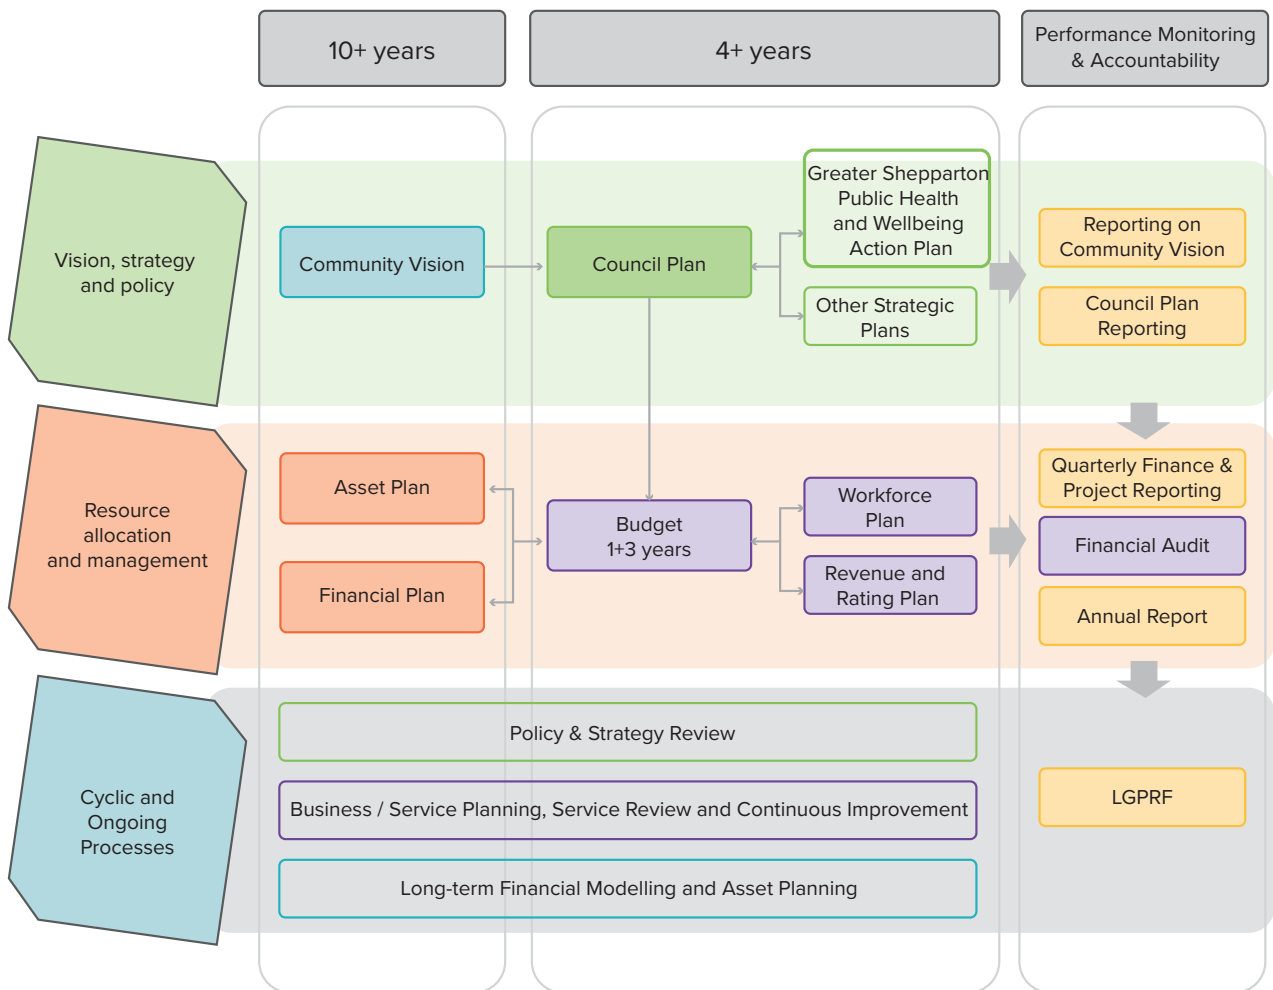 10+ years
4+ years
Performance Monitoring
& Accountability
Vision, strategy
and policy
Community Vision
Council Plan
Greater Shepparton
Public Health
and Wellbeing
Action Plan
Other Strategic
Plans
Reporting on
Community Vision
Council Plan
Reporting
Resource
allocation
and management
Asset Plan
Financial Plan
Budget
1+3 years
Workforce
Plan
Revenue and
Rating Plan
Quarterly Finance &
Project Reporting
Financial Audit
Annual Report
Cyclic and
Ongoing
Processes
Policy & Strategy Review
Business / Service Planning, Service Review and Continuous Improvement
Long-term Financial Modelling and Asset Planning
LGPRF